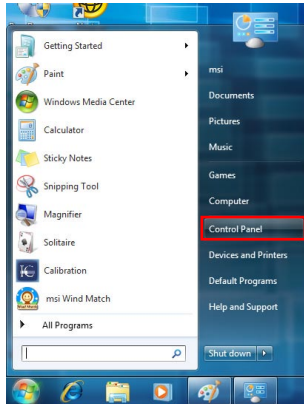 Getting Started
Paint
Windows Media Center
Calculator
Sticky Notes
Snipping Tool
Magnifier
Solitaire
Calibration
msi Wind Match
All Programs
msi
Documents
Pictures
Music
Games
Computer
Control Panel
Devices and Printers
Default Programs
Help and Support
Shut down